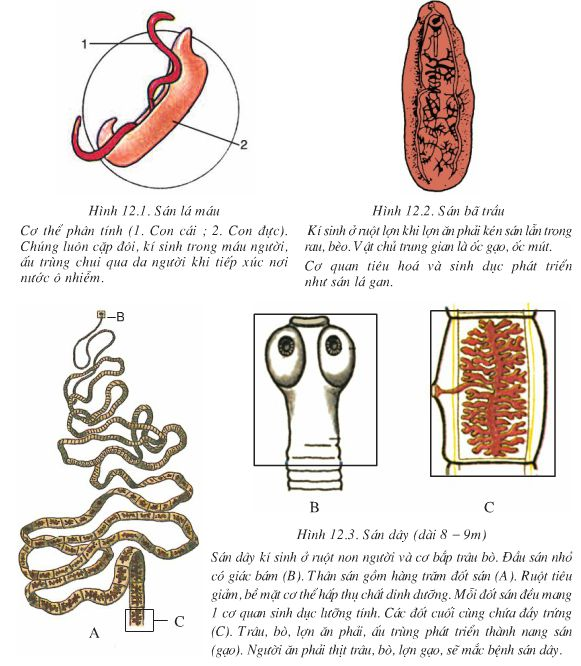 1
2
Hình 12.1. Sán lá máu
Cơ thể phân tính (1. Con cái ; 2. Con đực).
Chúng luôn cặp đôi, kí sinh trong máu người,
ấu trùng chui qua da người khi tiếp xúc nơi
nước ô nhiễm.
Hình 12.2. Sán bã trầu
Kí sinh ở ruột lợn khi lợn ăn phải kén sán lẫn trong
rau, bèo. Vật chủ trung gian là ốc gạo, ốc mút.
Cơ quan tiêu hoá và sinh dục phát triển
như sán lá gan.
B
A
C
B
C
Hình 12.3. Sán dây (dài 8 – 9m)
Sán dây kí sinh ở ruột non người và cơ bắp trâu bò. Đầu sán nhỏ
có giác bám (B). Thân sán gồm hàng trăm đốt sán (A). Ruột tiêu
giảm, bề mặt cơ thể hấp thụ chất dinh dưỡng. Mỗi đốt sán đều mang
1 cơ quan sinh dục lưỡng tính. Các đốt cuối cùng chứa đầy trứng
(C). Trâu, bò, lợn ăn phải, ấu trùng phát triển thành nang sán
(gạo). Người ăn phải thịt trâu, bò, lợn gạo, sẽ mắc bệnh sán dây.